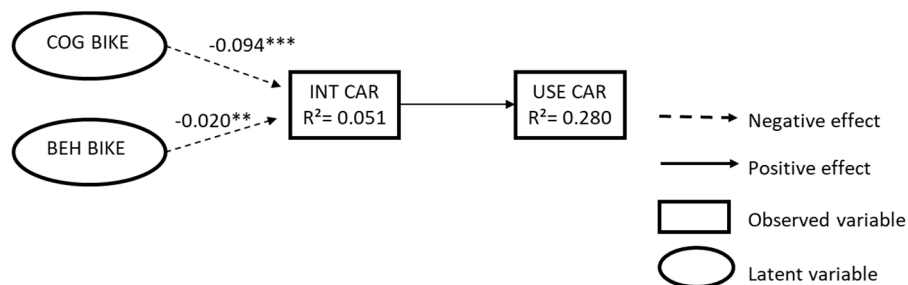 COG BIKE
-0.094***
INT CAR
R²= 0.051
USE CAR
R²= 0.280
-0.020**
BEH BIKE
Negative effect
Positive effect
Observed variable
Latent variable